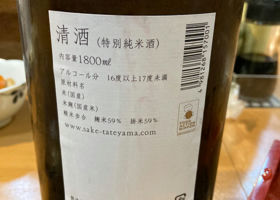 清酒（特別純米酒）
内容量1800㎖
アルコール分 16度以上17度未満
原材料名
米（国産）
米麹（国産米）
精米歩合 麹米59% 掛米59%
www.sake-tateyama.com
4981248157001